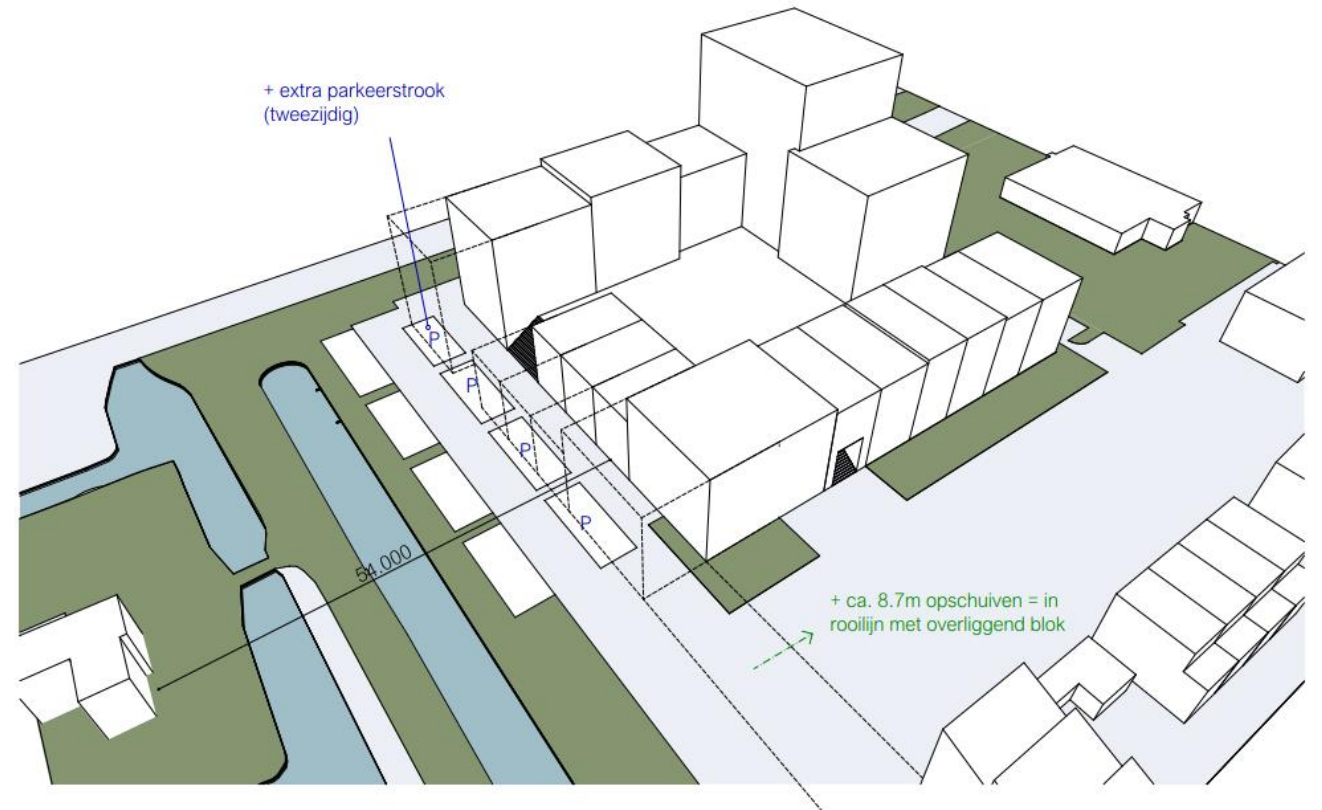 + extra parkeerstrook
(tweezijdig)
P
P
P
P
54.000
+ ca. 8.7m opschuiven = in
rooilijn met overliggend blok